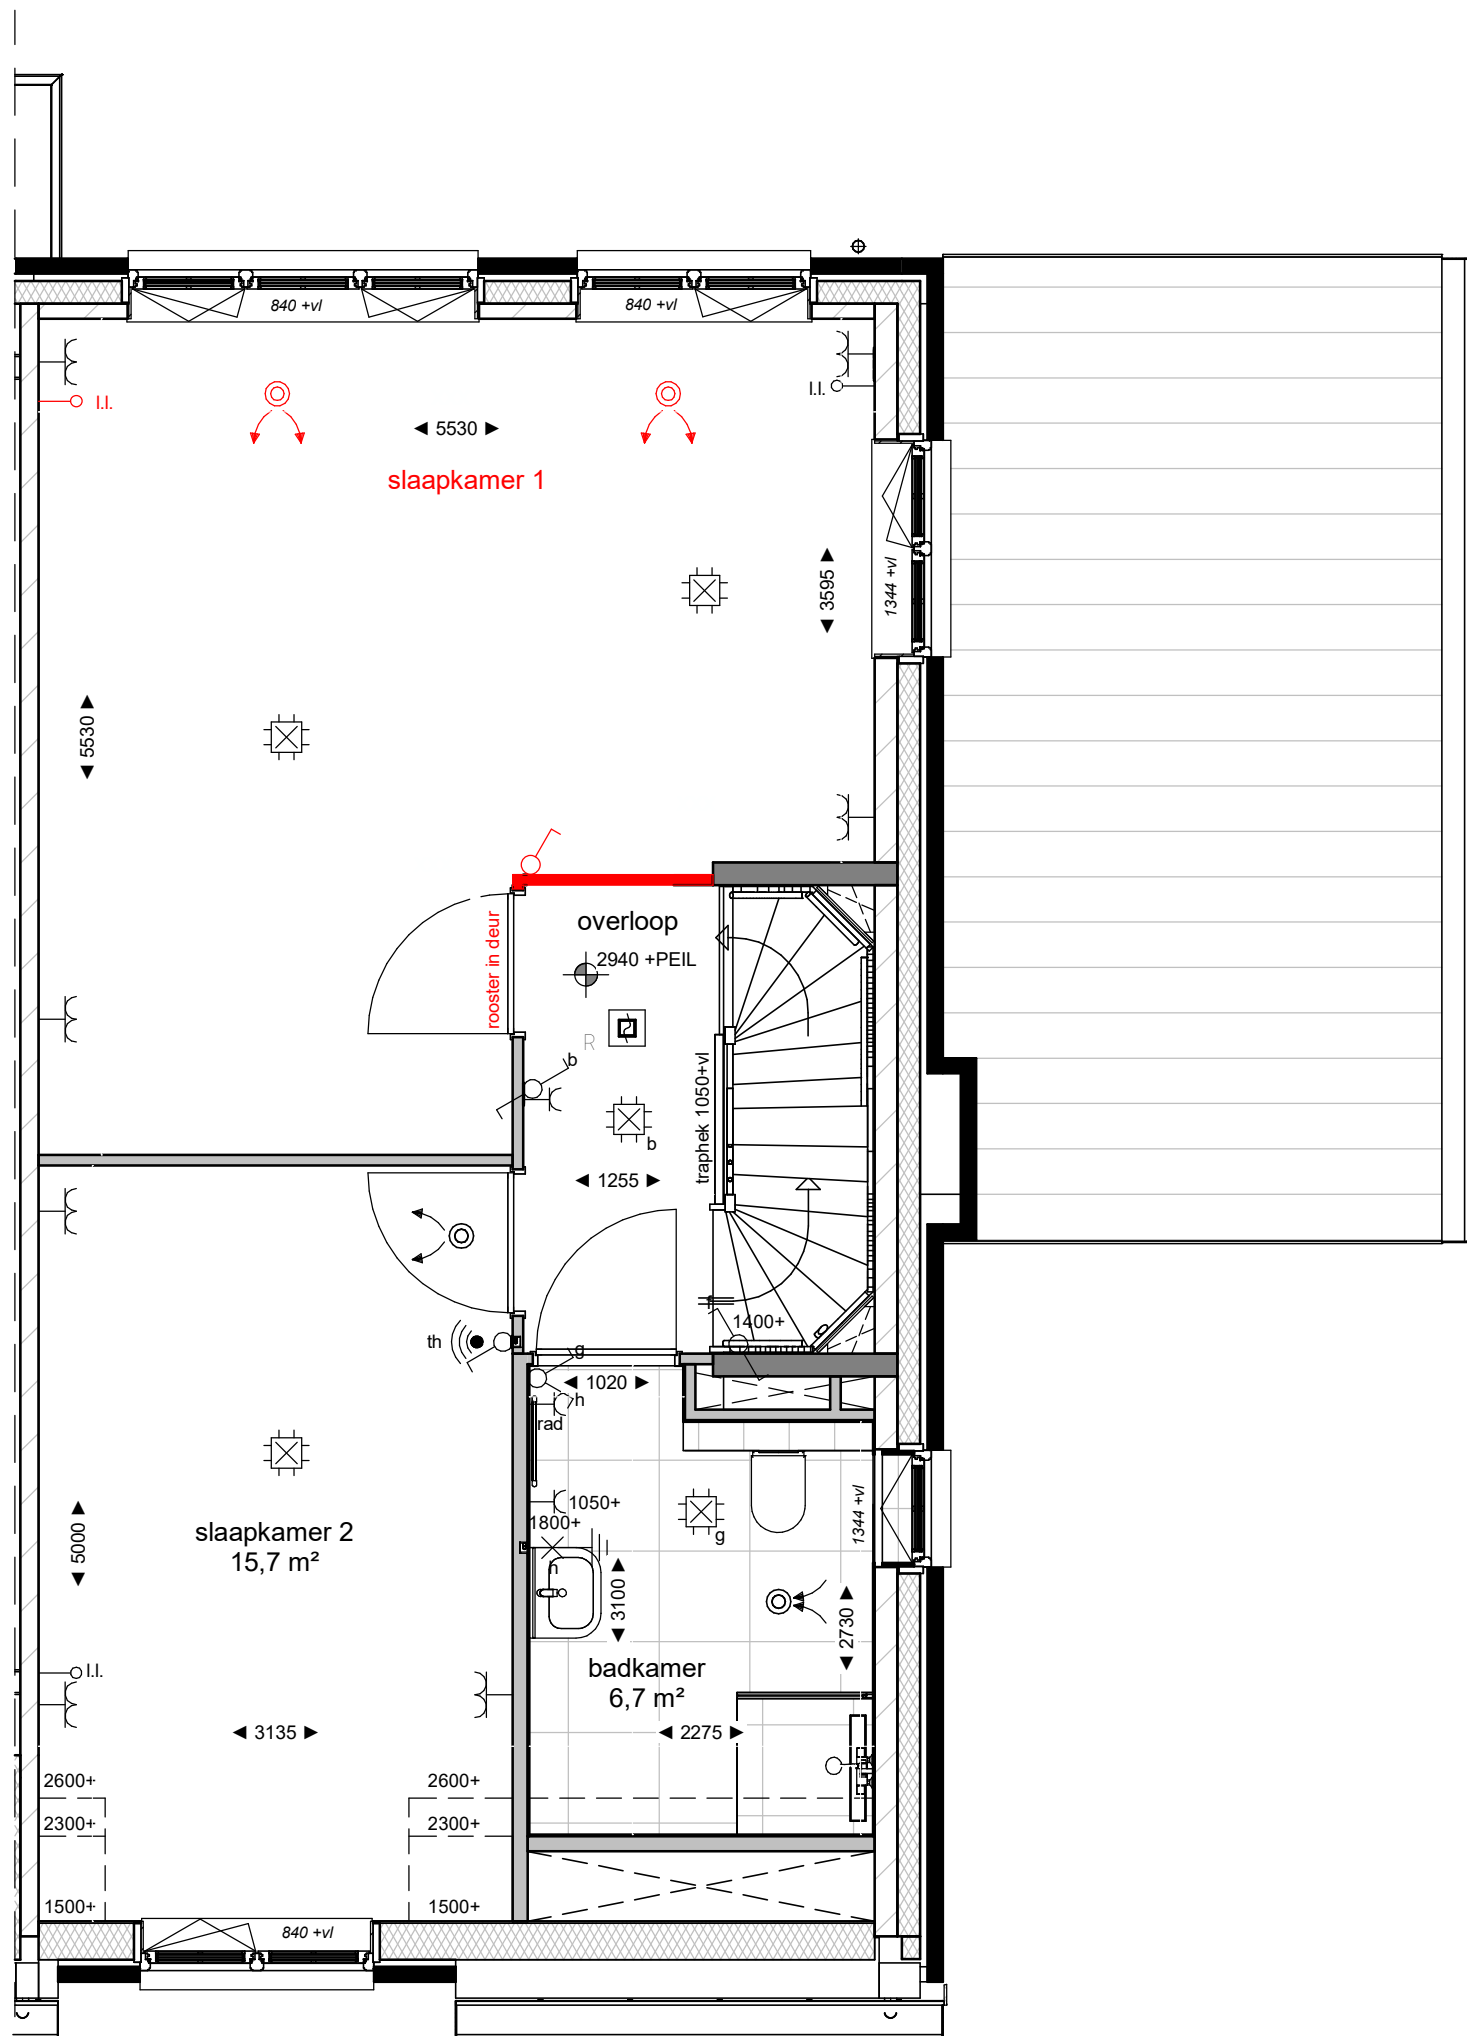 840 +vl
840 +vl
l.l.
l.l.
◄ 5530 ►
slaapkamer 1
◄ 3595 ►
1344 +vl
◄ 5530 ►
overloop
2940 +PEIL
rooster in deur
R
b
b
traphek 1050+vl
◄ 1255 ►
1400+
th
g
◄ 1020 ►
h
rad
1050+
1800+
h
g
1344 +vl
slaapkamer 2
15,7 m²
◄ 5000 ►
◄ 3100 ►
◄ 2730 ►
l.l.
badkamer
6,7 m²
◄ 3135 ►
◄ 2275 ►
2600+
2600+
2300+
2300+
1500+
1500+
840 +vl